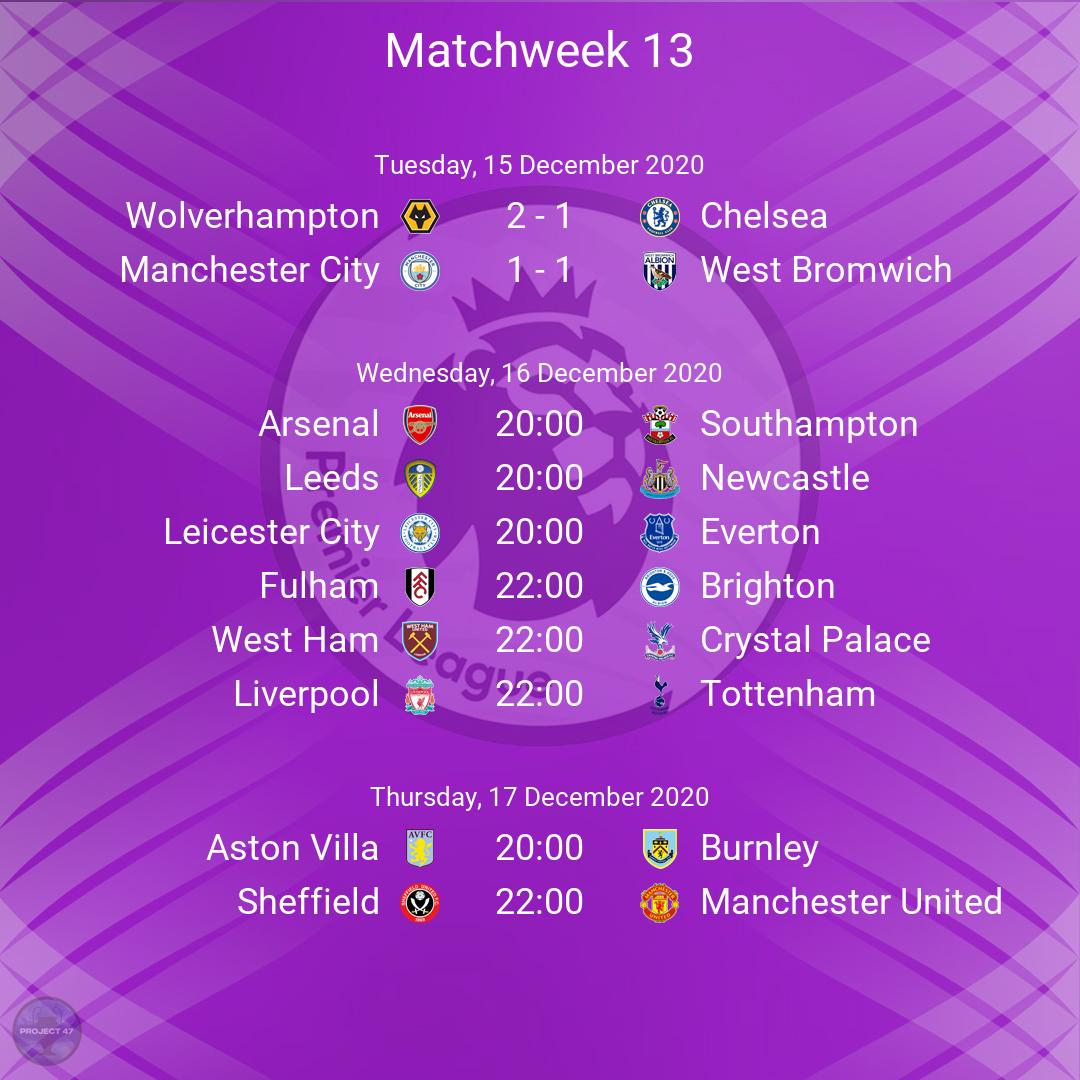 Matchweek 13
Tuesday, 15 December 2020
Wolverhampton 2 - 1 Chelsea
Manchester City 1 - 1 West Bromwich
Wednesday, 16 December 2020
Arsenal 20:00 Southampton
Leeds 20:00 Newcastle
Leicester City 20:00 Everton
Fulham 22:00 Brighton
West Ham 22:00 Crystal Palace
Liverpool 22:00 Tottenham
Premier League
Thursday, 17 December 2020
Aston Villa AVFC 20:00 Burnley
Sheffield 22:00 Manchester United
PROJECT 47